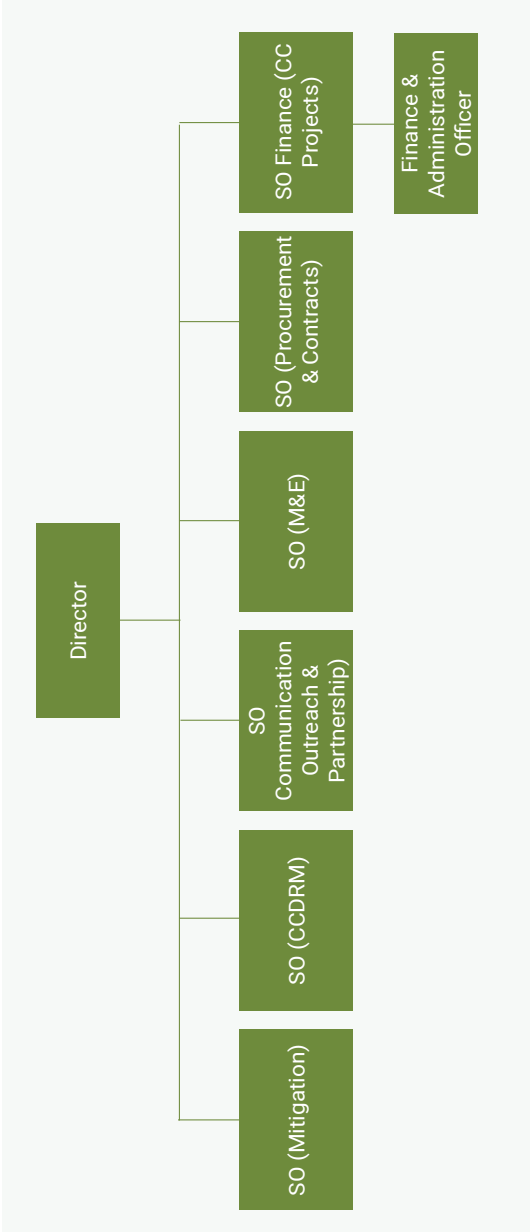 Director
SO (Mitigation)
SO (CCDRM)
SO
Communication
Outreach &
Partnership)
SO (M&E)
SO (Procurement
& Contracts)
SO Finance (CC
Projects)
Finance &
Administration
Officer